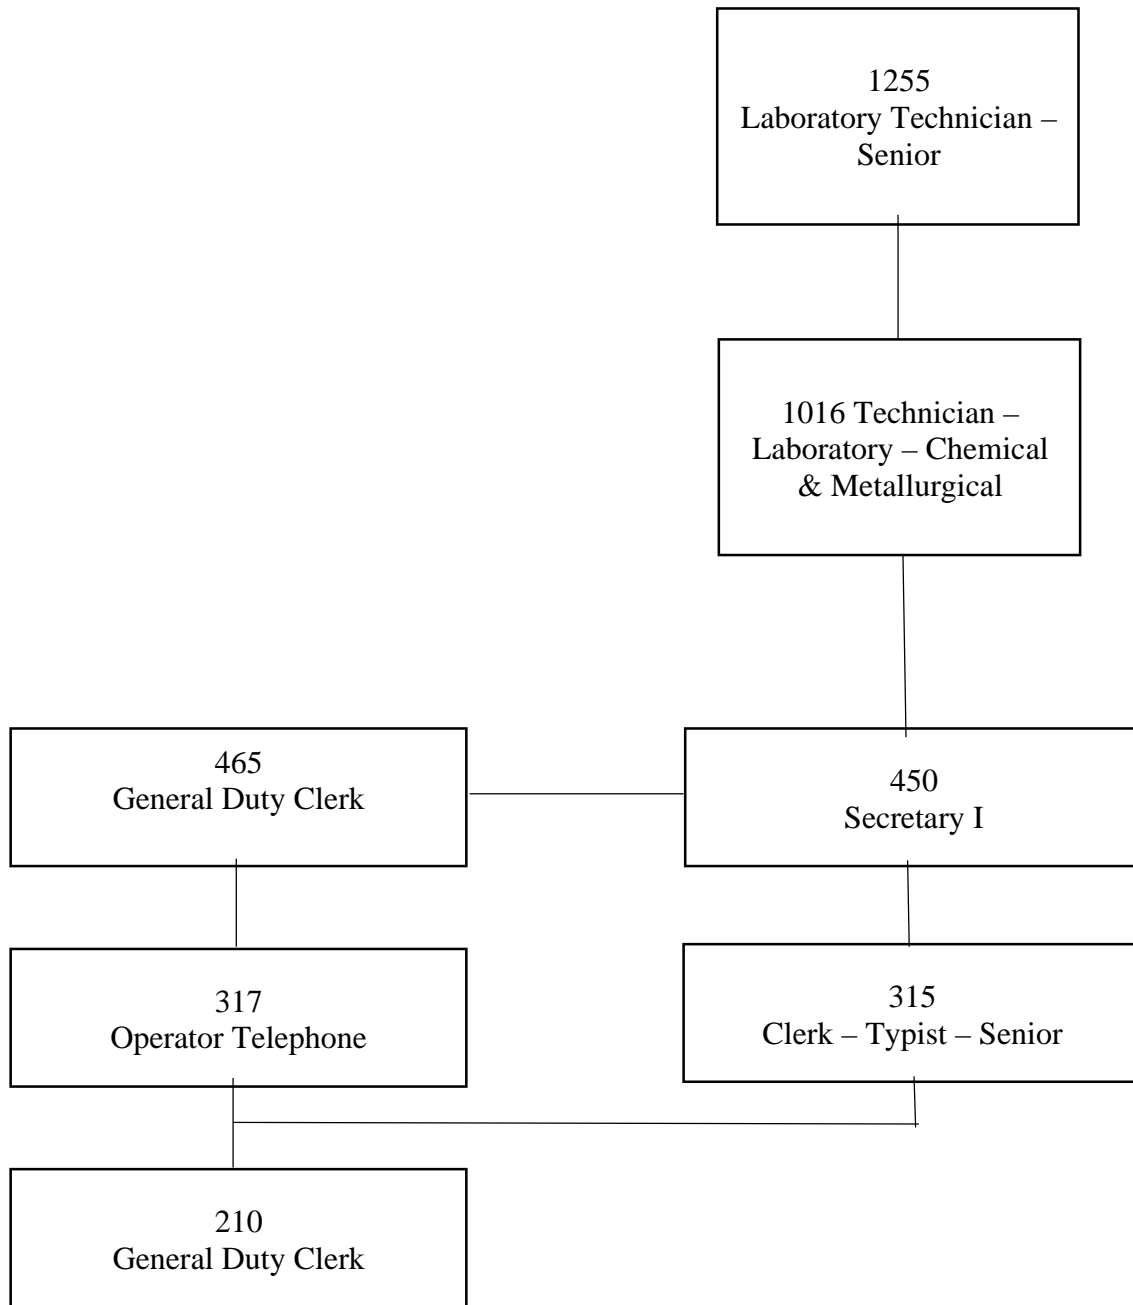 1255
Laboratory Technician –
Senior
1016 Technician –
Laboratory – Chemical
& Metallurgical
465
General Duty Clerk
450
Secretary I
317
Operator Telephone
315
Clerk – Typist – Senior
210
General Duty Clerk